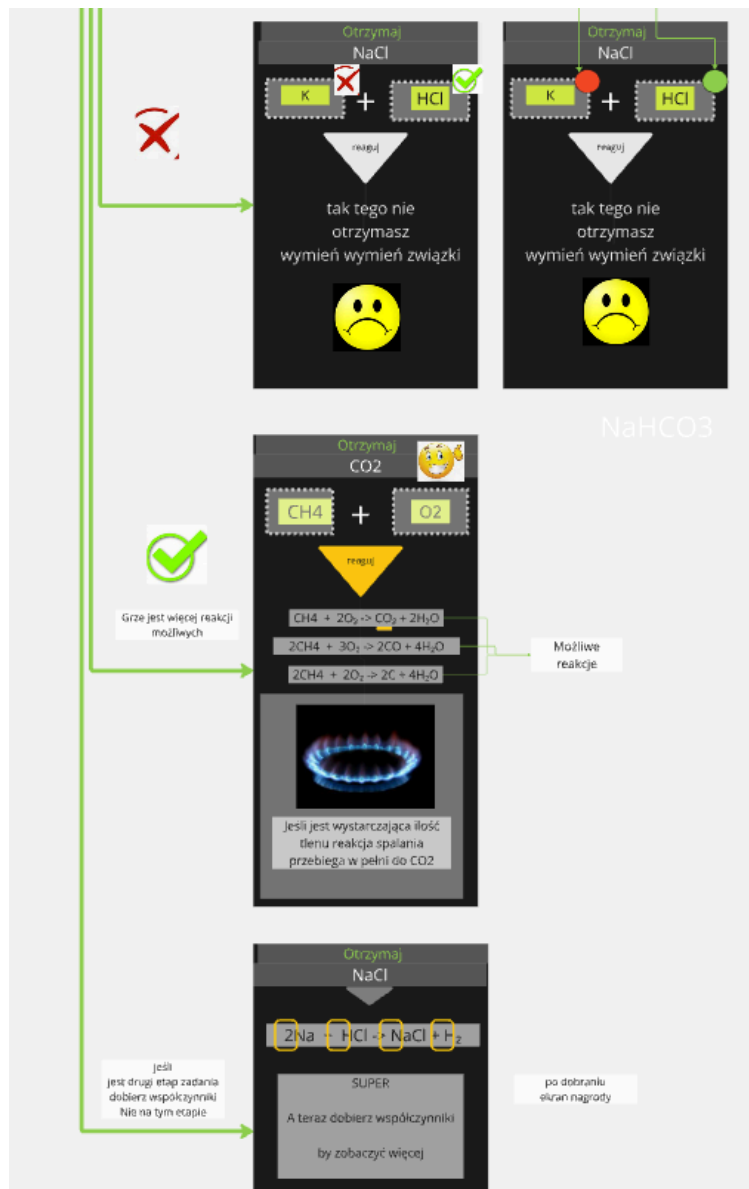 Otrzymaj
NaCl
K + HCl
reaguj
tak tego nie
otrzymasz
wymień wymień związki
Otrzymaj
NaCl
K + HCl
reaguj
tak tego nie
otrzymasz
wymień wymień związki
NaHCO3
Otrzymaj
CO2
CH4 + O2
reaguj
Grze jest więcej reakcji
możliwych
CH4 + 2O₂ -> CO₂ + 2H₂O
2CH4 + 3O₂ -> 2CO + 4H₂O
2CH4 + 2O₂ -> 2C + 4H₂O
Możliwe
reakcje
Jeśli jest wystarczająca ilość
tlenu reakcja spalania
przebiega w pełni do CO2
Otrzymaj
NaCl
2Na + HCl -> NaCl + H₂
jeśli
jest drugi etap zadania
dobierz współczynniki
Nie na tym etapie
SUPER
A teraz dobierz współczynniki
by zobaczyć więcej
po dobraniu
ekran nagrody